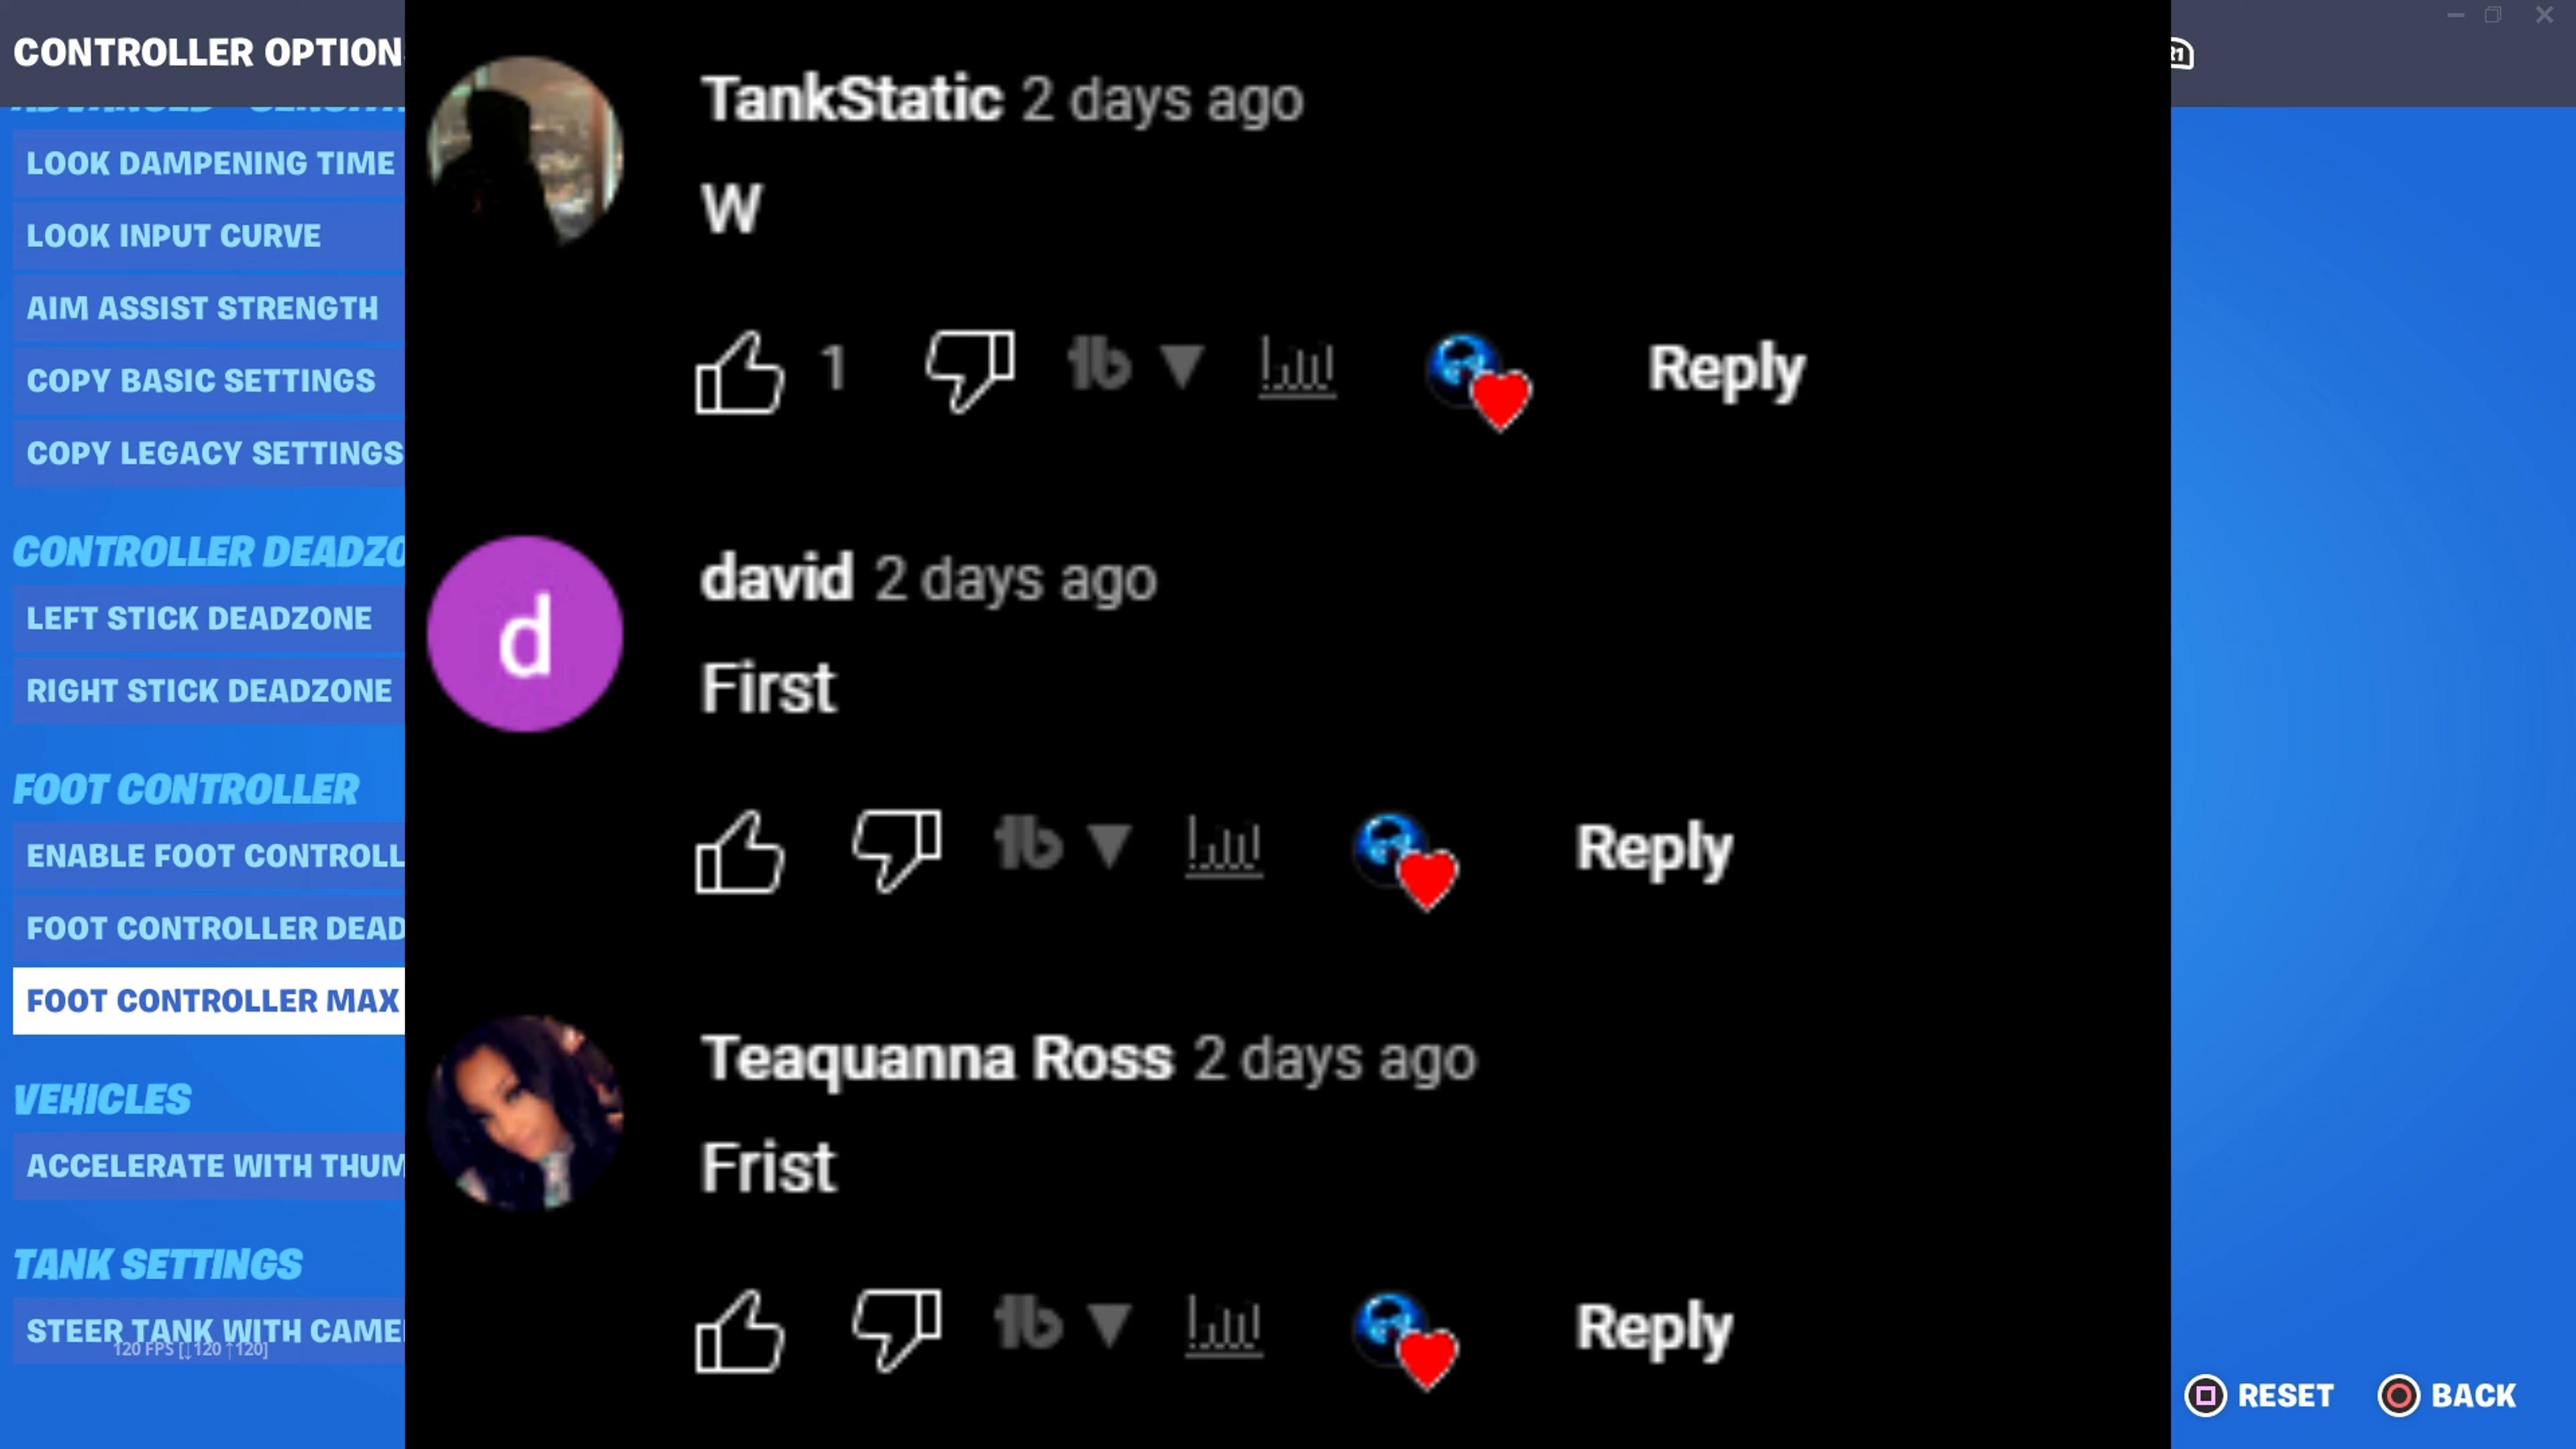 CONTROLLER OPTION
LOOK DAMPENING TIME
LOOK INPUT CURVE
AIM ASSIST STRENGTH
COPY BASIC SETTINGS
COPY LEGACY SETTINGS
CONTROLLER DEADZO
LEFT STICK DEADZONE
RIGHT STICK DEADZONE
FOOT CONTROLLER
ENABLE FOOT CONTROLL
FOOT CONTROLLER DEAD
FOOT CONTROLLER MAX
VEHICLES
ACCELERATE WITH THUM
TANK SETTINGS
STEER TANK WITH CAME
120 FPS [↓120 ↑120]
TankStatic 2 days ago
W
1 Reply
david 2 days ago
d
First
Reply
Teaquanna Ross 2 days ago
Frist
Reply
RESET BACK